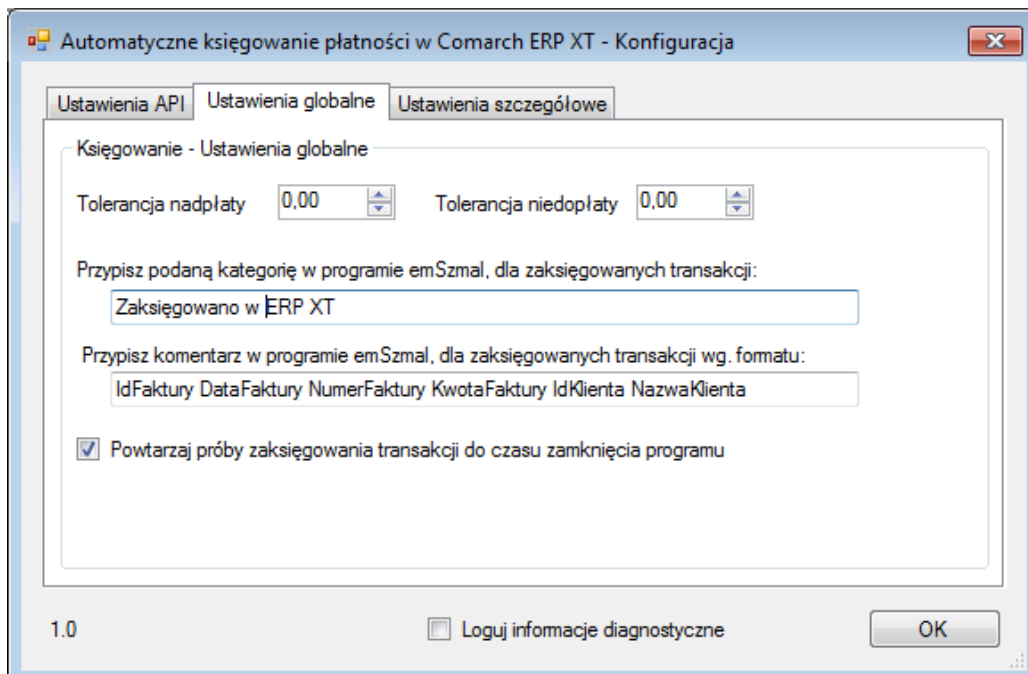 Automatyczne księgowanie płatności w Comarch ERP XT - Konfiguracja
Ustawienia API Ustawienia globalne Ustawienia szczegółowe
Księgowanie - Ustawienia globalne
Tolerancja nadpłaty 0,00 Tolerancja niedopłaty 0,00
Przypisz podaną kategorię w programie emSzmal, dla zaksięgowanych transakcji:
Zaksięgowano w ERP XT
Przypisz komentarz w programie emSzmal, dla zaksięgowanych transakcji wg. formatu:
IdFaktury DataFaktury NumerFaktury KwotaFaktury IdKlienta NazwaKlienta
Powtarzaj próby zaksięgowania transakcji do czasu zamknięcia programu
1.0 Loguj informacje diagnostyczne OK